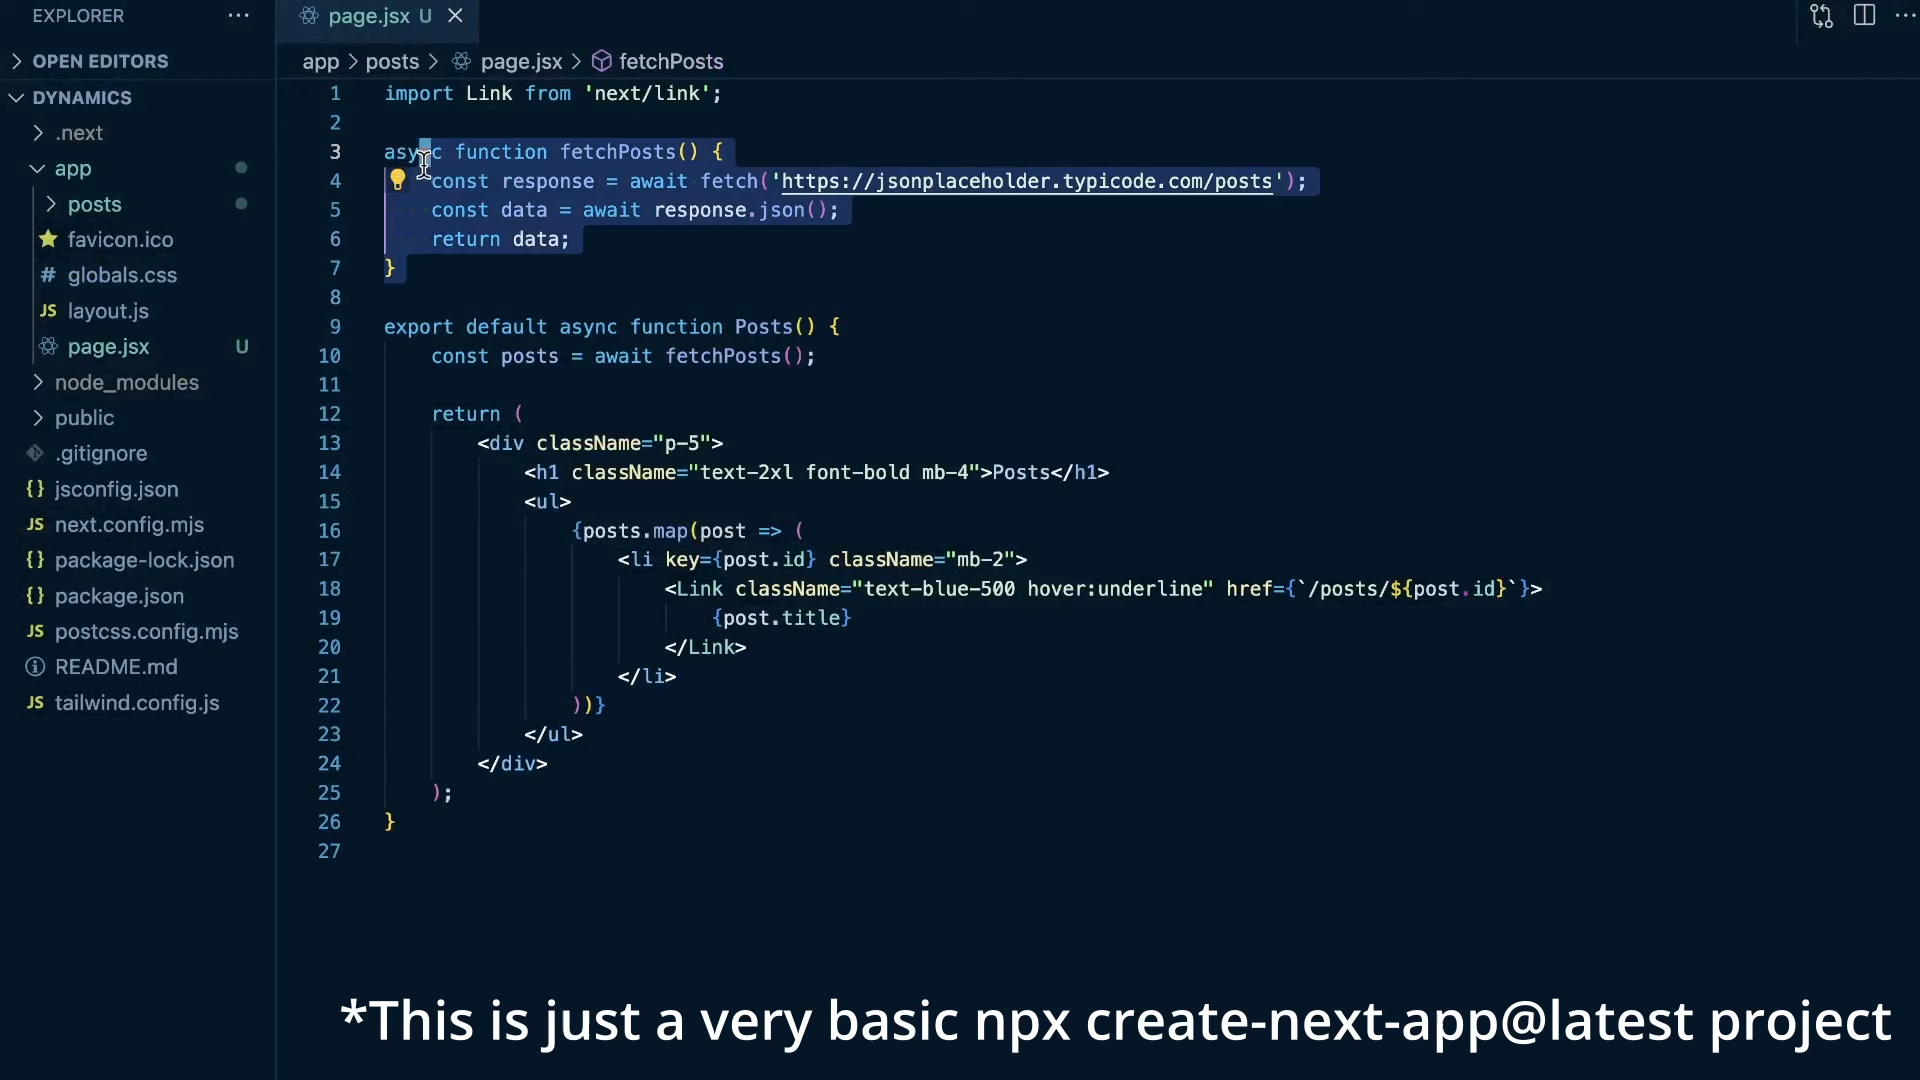 EXPLORER
OPEN EDITORS
DYNAMICS
.next
app
posts
favicon.ico
# globals.css
JS layout.js
page.jsx U
node_modules
public
.gitignore
{} jsconfig.json
JS next.config.mjs
{} package-lock.json
{} package.json
JS postcss.config.mjs
README.md
JS tailwind.config.js
page.jsx U
app > posts > page.jsx > fetchPosts
1 import Link from 'next/link';
2
3 async function fetchPosts() {
4 const response = await fetch('https://jsonplaceholder.typicode.com/posts');
5 const data = await response.json();
6 return data;
7 }
8
9 export default async function Posts() {
10 const posts = await fetchPosts();
11
12 return (
13 <div className="p-5">
14 <h1 className="text-2xl font-bold mb-4">Posts</h1>
15 <ul>
16 {posts.map(post => (
17 <li key={post.id} className="mb-2">
18 <Link className="text-blue-500 hover:underline" href={`/posts/${post.id}`}>
19 {post.title}
20 </Link>
21 </li>
22 ))}
23 </ul>
24 </div>
25 );
26 }
27
*This is just a very basic npx create-next-app@latest project